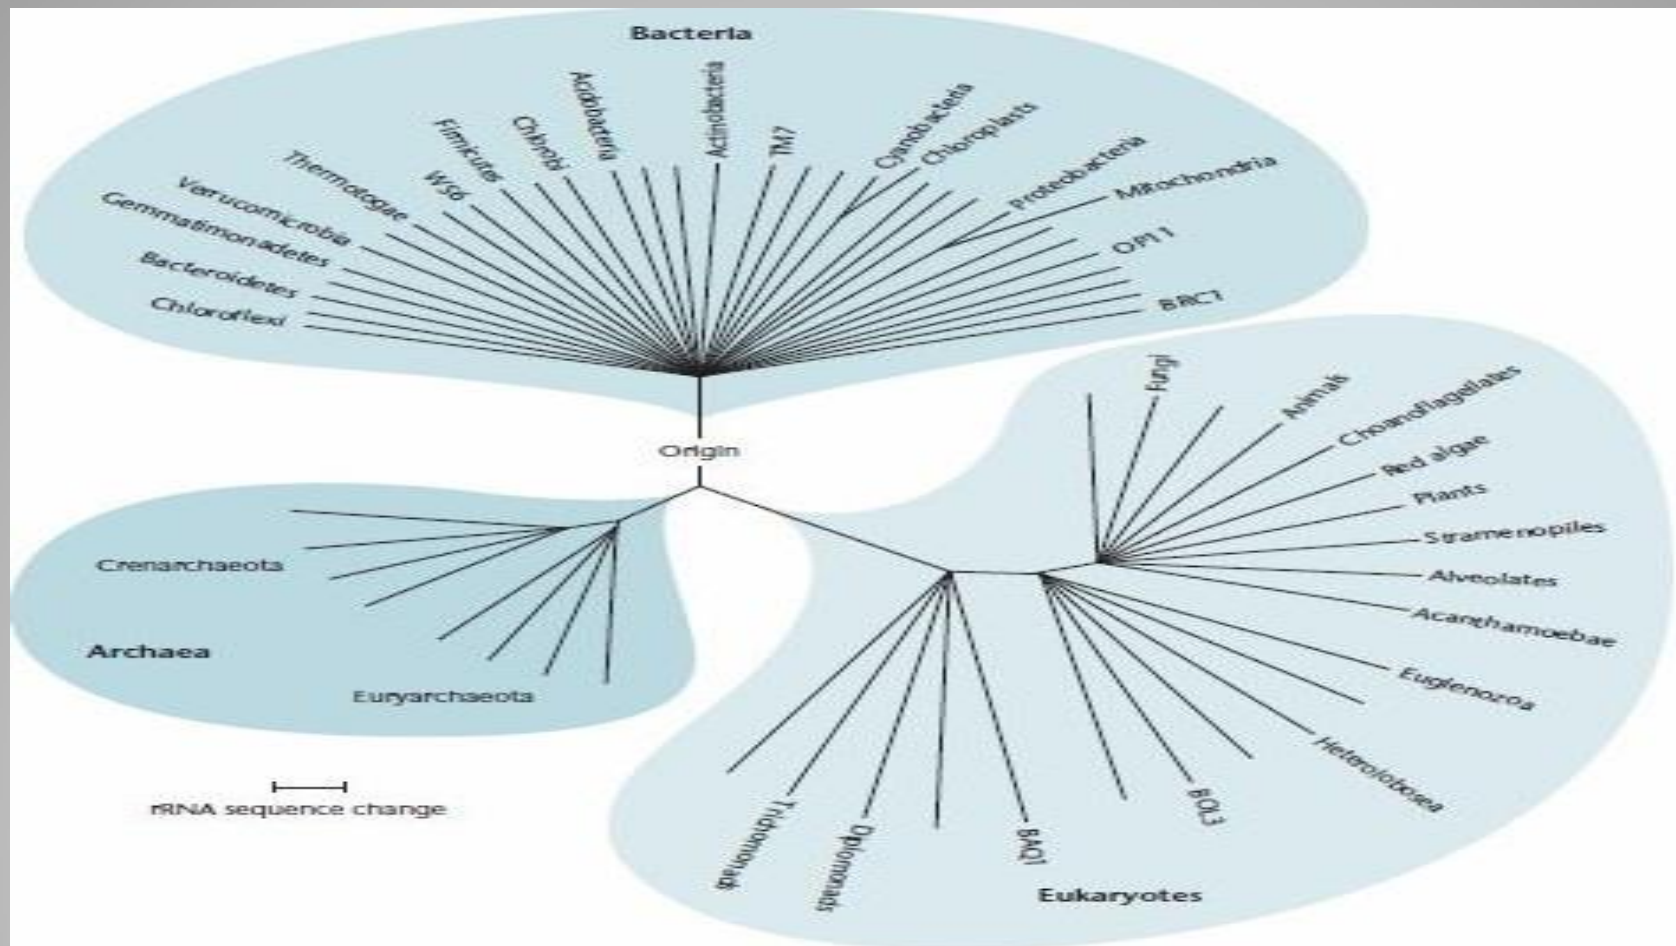 Bacteria
Chloroflexi
Bacteroidetes
Gemmatimonadetes
Verrucomicrobia
Thermotogae
WS6
Firmicutes
Chlorobi
Acidobacteria
Actinobacteria
TM7
Cyanobacteria
Chloroplasts
Proteobacteria
Mitochondria
OP11
BRC1
Origin
Fungi
Animals
Choanoflagellates
Red algae
Plants
Stramenopiles
Alveolates
Acanthamoebae
Euglenozoa
Heterolobosea
BOL3
BAQ1
Diplomonads
Trichomonads
Eukaryotes
Crenarchaeota
Archaea
Euryarchaeota
rRNA sequence change